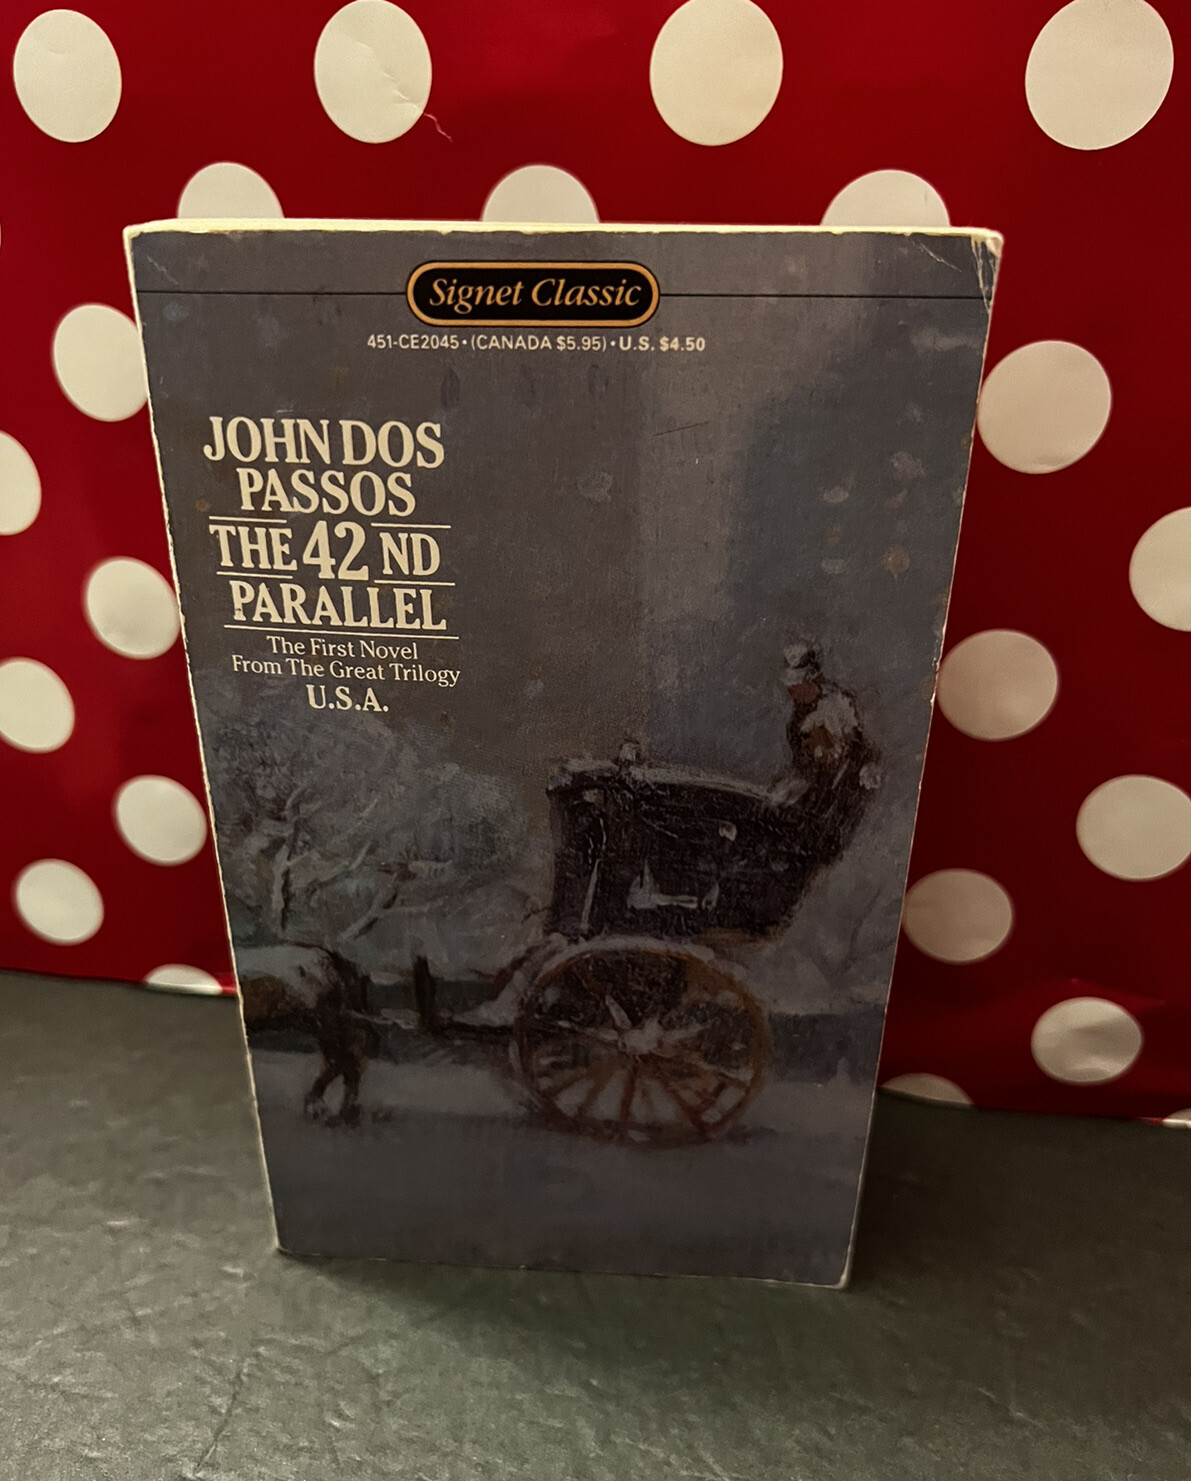 Signet Classic
451-CE2045•(CANADA $5.95)•U.S. $4.50
JOHN DOS
PASSOS
THE 42 ND
PARALLEL
The First Novel
From The Great Trilogy
U.S.A.